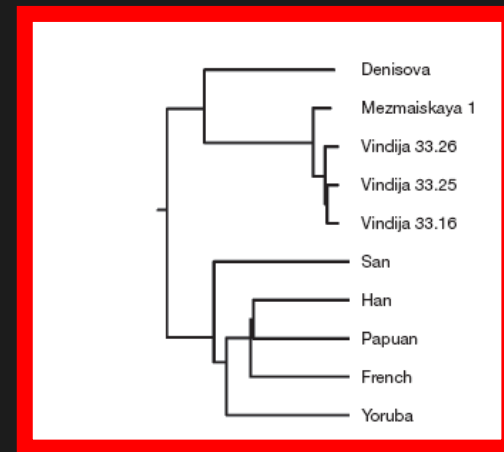 Denisova
Mezmaiskaya 1
Vindija 33.26
Vindija 33.25
Vindija 33.16
San
Han
Papuan
French
Yoruba